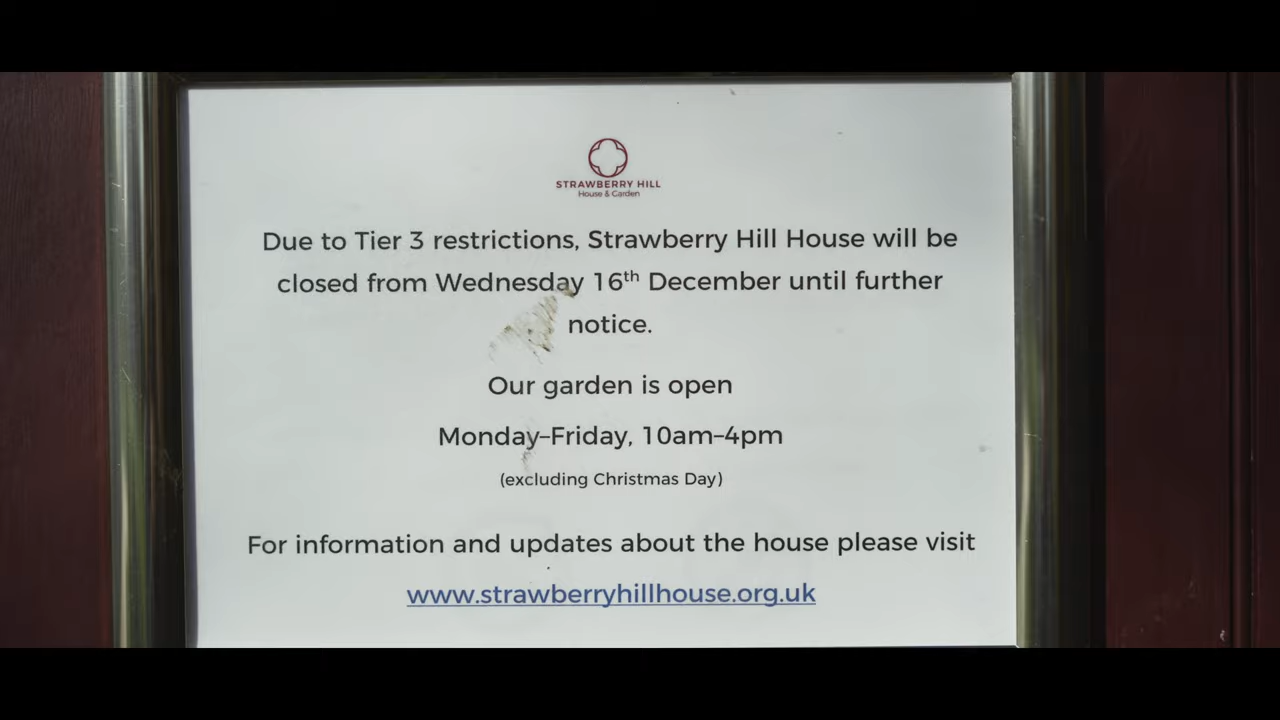 STRAWBERRY HILL
House & Garden
Due to Tier 3 restrictions, Strawberry Hill House will be
closed from Wednesday 16th December until further
notice.
Our garden is open
Monday–Friday, 10am–4pm
(excluding Christmas Day)
For information and updates about the house please visit
www.strawberryhillhouse.org.uk